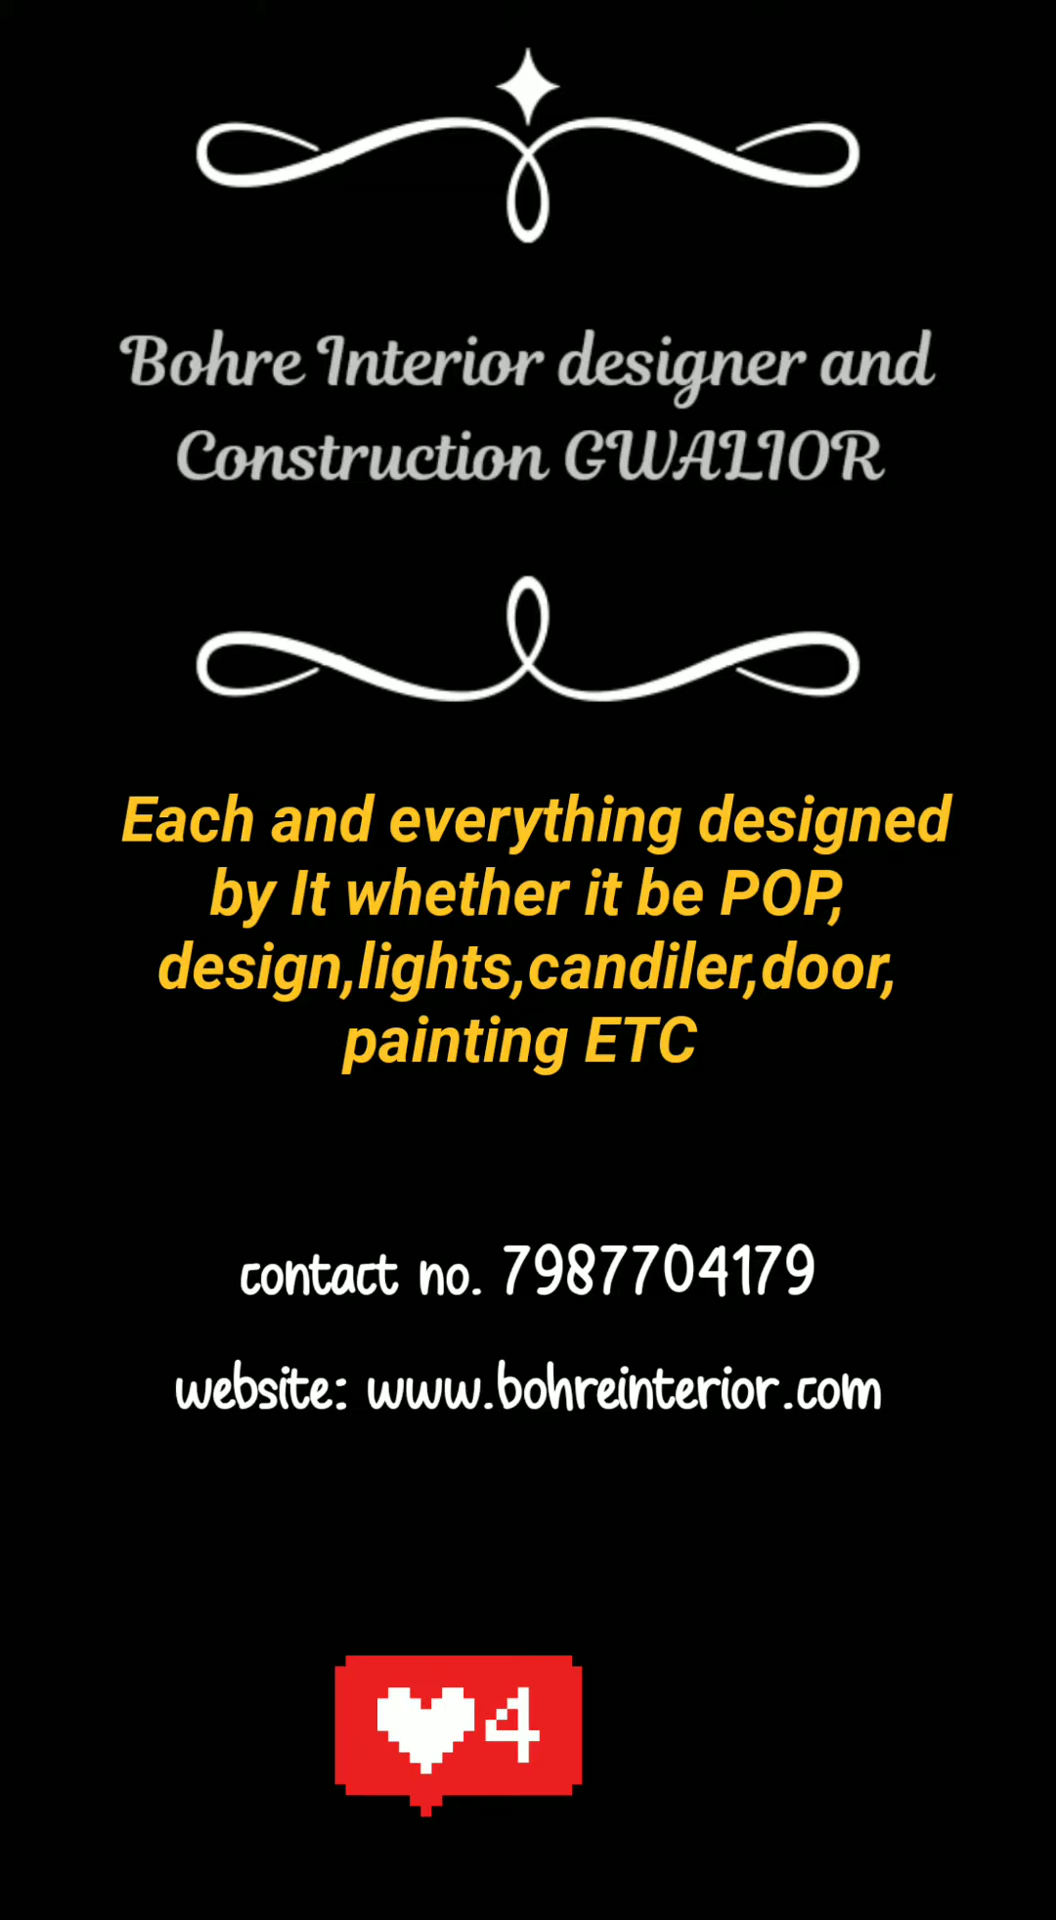 Bohre Interior designer and
Construction GWALIOR
Each and everything designed
by It whether it be POP,
design,lights,candiler,door,
painting ETC
contact no. 7987704179
website: www.bohreinterior.com
4